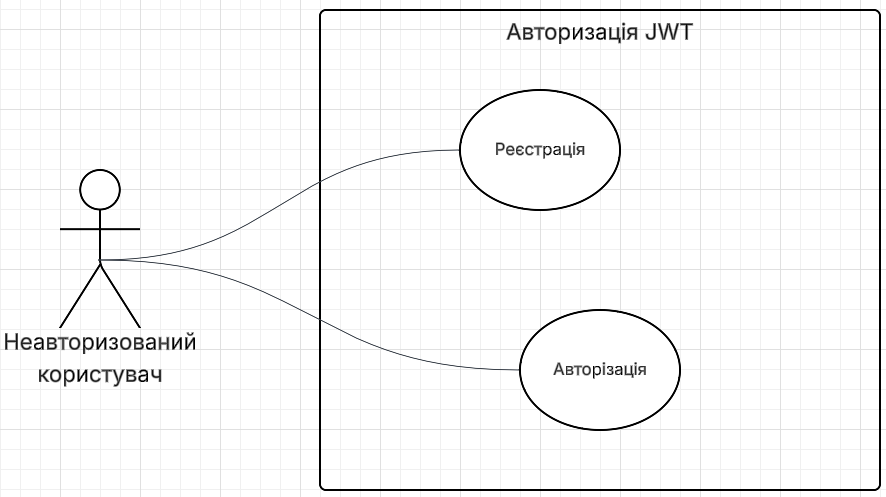 Авторизація JWT
Реєстрація
Неавторизований
користувач
Авторізація